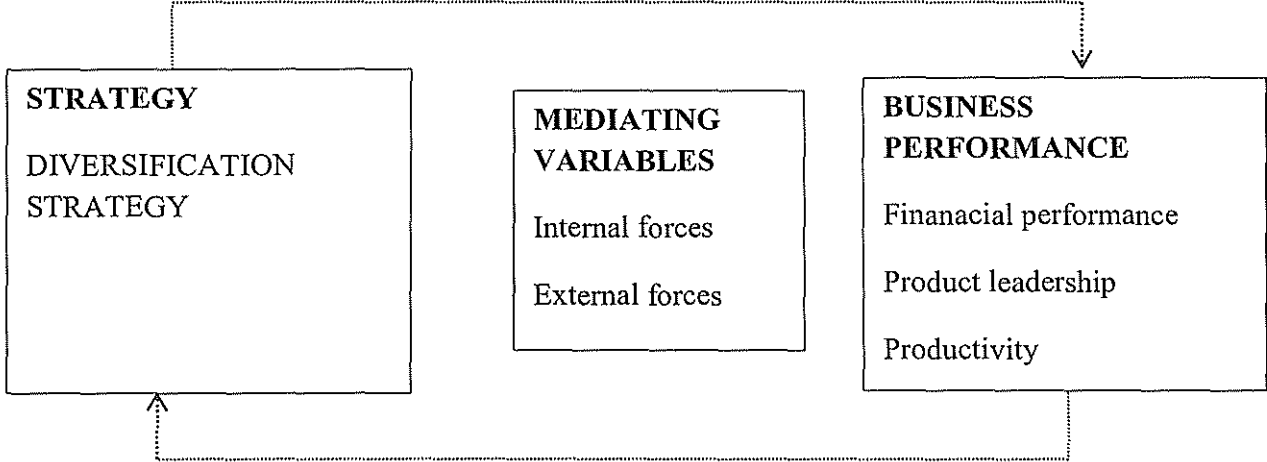 STRATEGY
DIVERSIFICATION
STRATEGY
MEDIATING
VARIABLES
Internal forces
External forces
BUSINESS
PERFORMANCE
Finanacial performance
Product leadership
Productivity